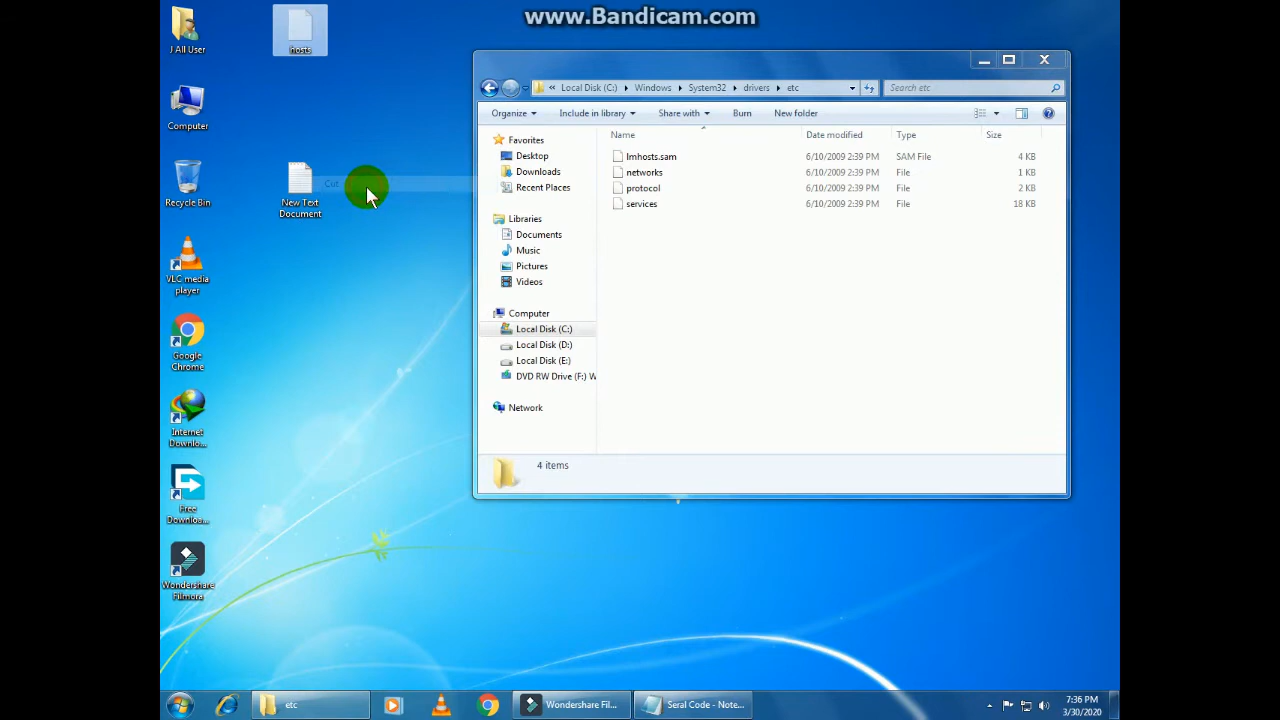 www.Bandicam.com
J All User
hosts
Computer
Recycle Bin
New Text
Document
Cut
VLC media
player
Google
Chrome
Internet
Downlo...
Free
Downloa...
Wondershare
Filmora
« Local Disk (C:) Windows System32 drivers etc
Search etc
Organize Include in library Share with Burn New folder
Favorites
Desktop
Downloads
Recent Places
Libraries
Documents
Music
Pictures
Videos
Computer
Local Disk (C:)
Local Disk (D:)
Local Disk (E:)
DVD RW Drive (F:) W
Network
Name Date modified Type Size
lmhosts.sam 6/10/2009 2:39 PM SAM File 4 KB
networks 6/10/2009 2:39 PM File 1 KB
protocol 6/10/2009 2:39 PM File 2 KB
services 6/10/2009 2:39 PM File 18 KB
4 items
etc
Wondershare Fil...
Seral Code - Note...
7:36 PM
3/30/2020